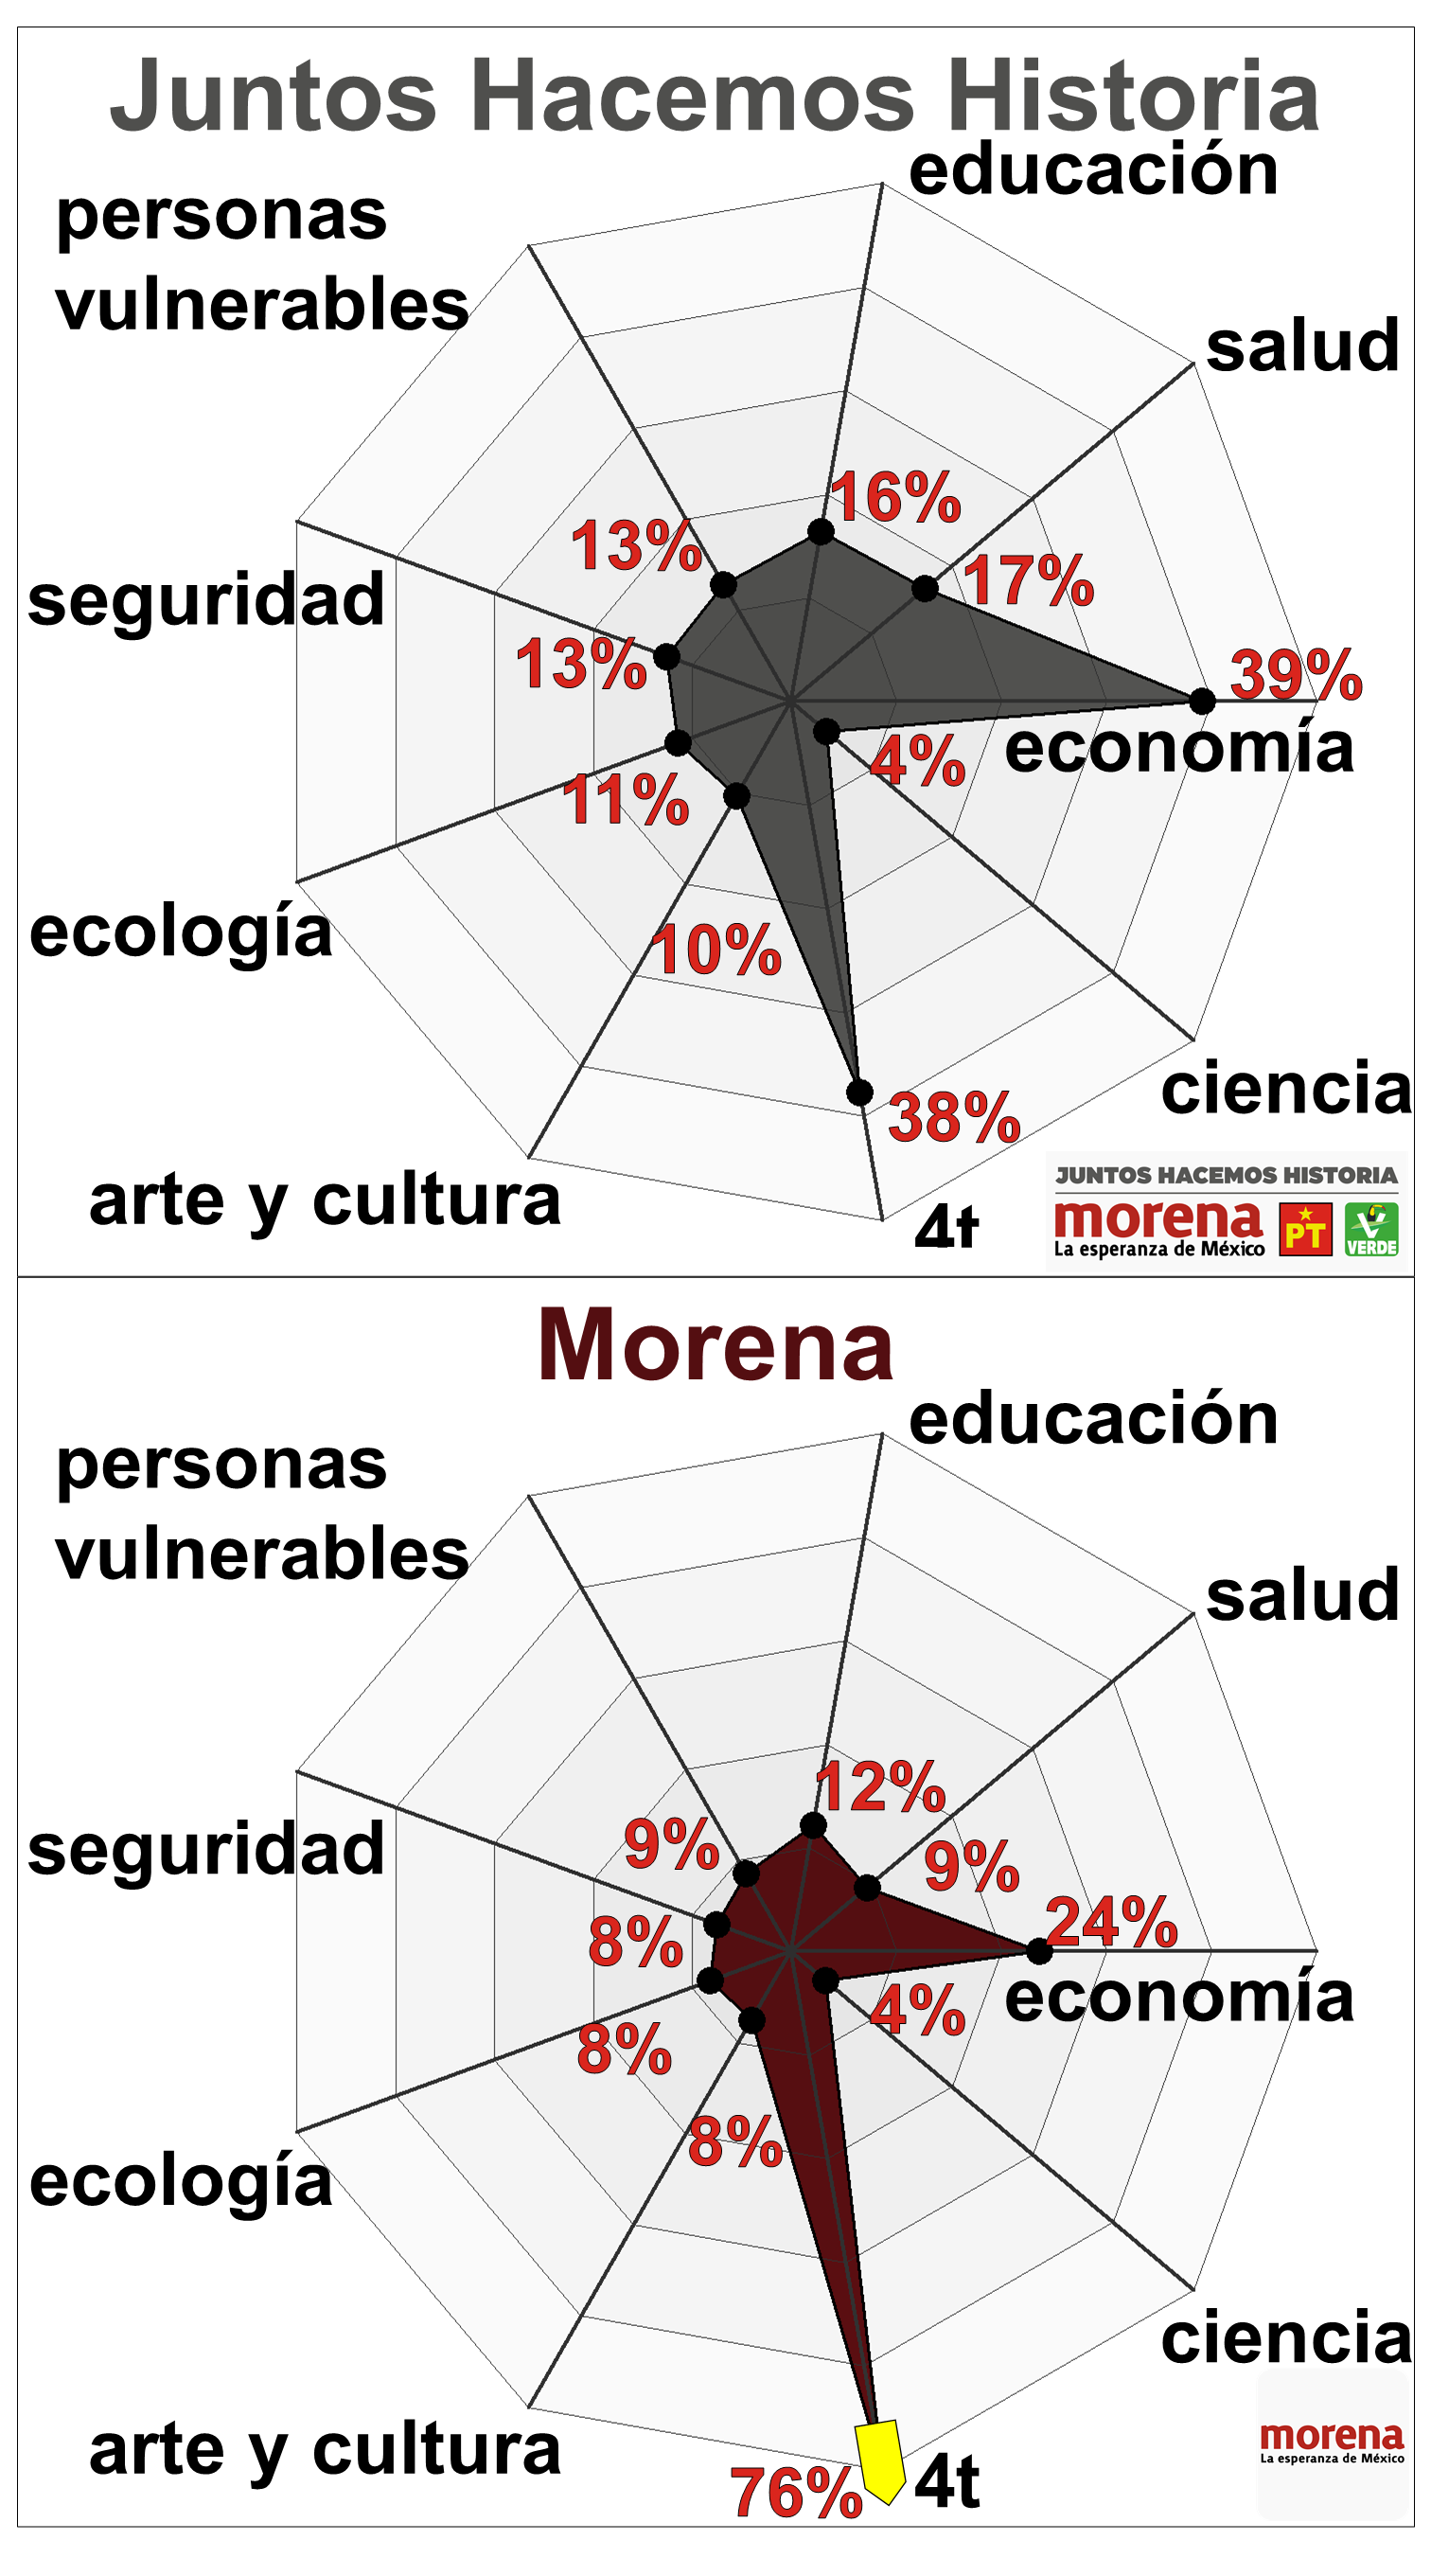 Juntos Hacemos Historia
educación
personas
vulnerables
salud
16%
13%
17%
seguridad
13%
39%
economía
4%
11%
ecología
10%
ciencia
38%
arte y cultura
4t
JUNTOS HACEMOS HISTORIA
morena
La esperanza de México
PT
VERDE
Morena
educación
personas
vulnerables
salud
12%
9%
9%
seguridad
24%
8%
economía
4%
8%
8%
ecología
ciencia
arte y cultura
76%
4t
morena
La esperanza de México